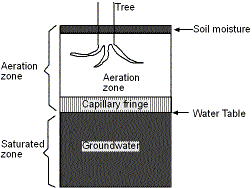 Tree
Soil moisture
Aeration
zone
Aeration
zone
Capillary fringe
Water Table
Saturated
zone
Groundwater